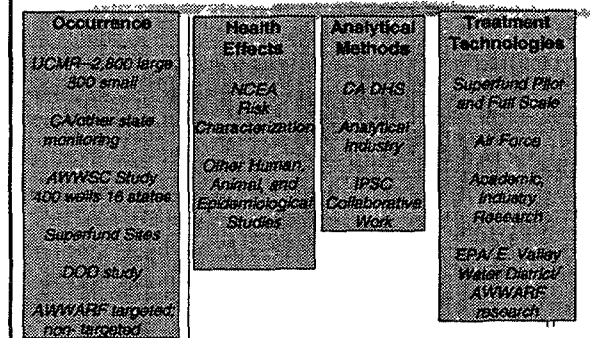 Occurrence
UCMR--2,800 large
800 small
CA/other state
monitoring
AWWSC Study
400 wells 16 states
Superfund Sites
DOD study
AWWARF targeted;
non- targeted
Health
Effects
NCEA
Risk
Characterization
Other Human,
Animal, and
Epidemiological
Studies
Analytical
Methods
CA DHS
Analytical
Industry
IPSC
Collaborative
Work
Treatment
Technologies
Superfund Pilot
and Full Scale
Air Force
Academic,
Industry
Research
EPA/ E. Valley
Water District/
AWWARF
research